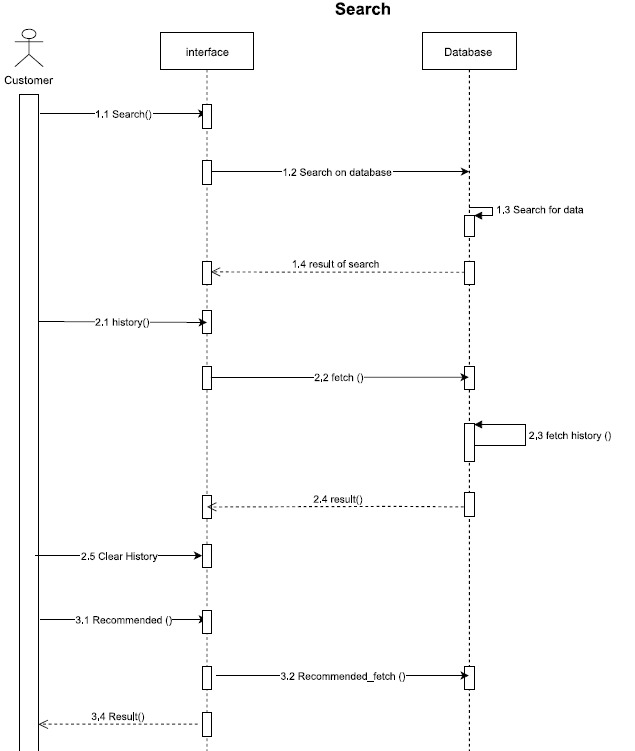 Search
interface
Database
Customer
1.1 Search()
1.2 Search on database
1,3 Search for data
1.4 result of search
2.1 history()
2,2 fetch ()
2,3 fetch history ()
2.4 result()
2.5 Clear History
3.1 Recommended ()
3.2 Recommended_fetch ()
3,4 Result()